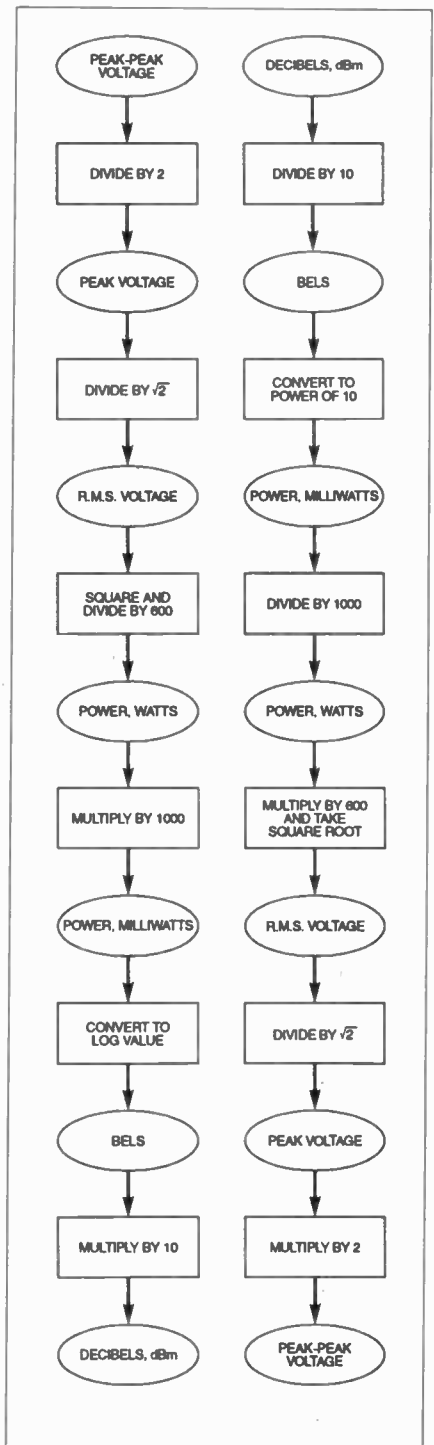 PEAK-PEAK
VOLTAGE
DIVIDE BY 2
PEAK VOLTAGE
DIVIDE BY √2
R.M.S. VOLTAGE
SQUARE AND
DIVIDE BY 600
POWER, WATTS
MULTIPLY BY 1000
POWER, MILLIWATTS
CONVERT TO
LOG VALUE
BELS
MULTIPLY BY 10
DECIBELS, dBm
DECIBELS, dBm
DIVIDE BY 10
BELS
CONVERT TO
POWER OF 10
POWER, MILLIWATTS
DIVIDE BY 1000
POWER, WATTS
MULTIPLY BY 600
AND TAKE
SQUARE ROOT
R.M.S. VOLTAGE
DIVIDE BY √2
PEAK VOLTAGE
MULTIPLY BY 2
PEAK-PEAK
VOLTAGE